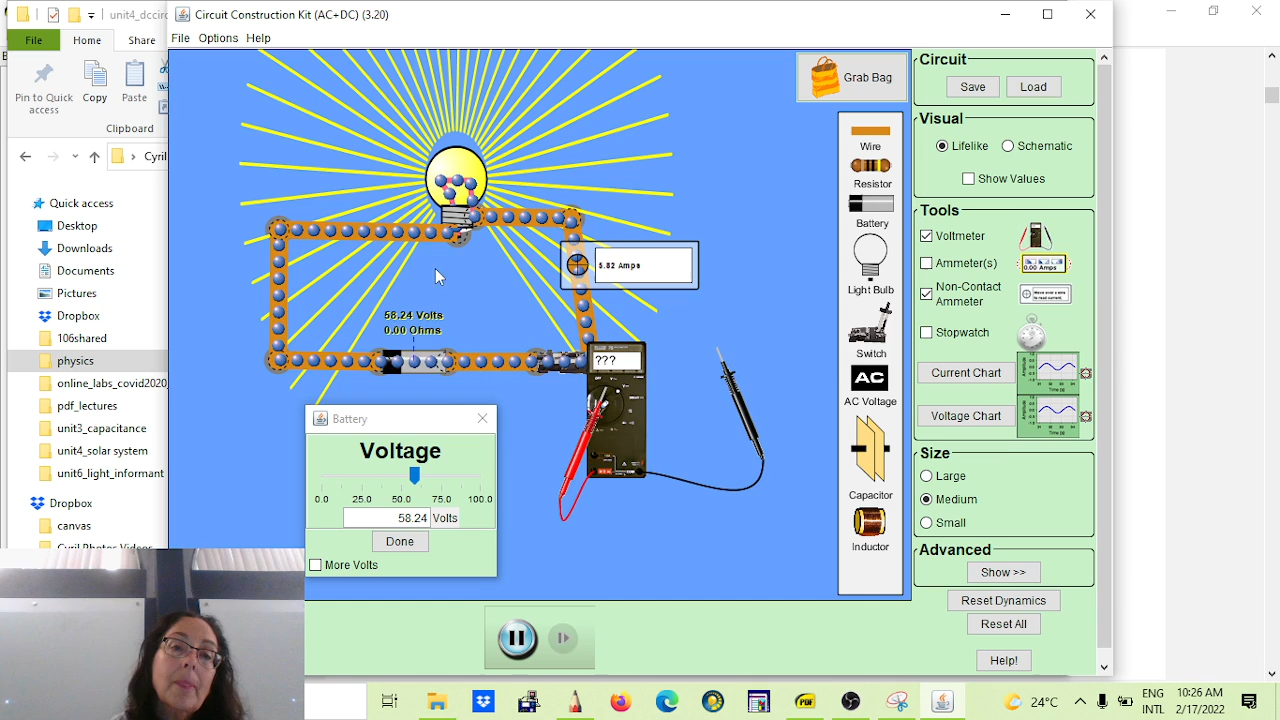 unit4_dccirc
Circuit Construction Kit (AC+DC) (3.20)
File Home Share
File Options Help
Pin to Quick access
Copy
Paste
Clipboard
Cyril
Quick access
Desktop
Downloads
Documents
Pictures
Dropbox
106shared
physics
online_labs_covid2020
pdf_lectures
unit3_capacitance
unit4_solar system
unit6_light_informant
Dropbox
canvas
Cyril Photos Videos
58.24 Volts
0.00 Ohms
5.82 Amps
???
Battery
Voltage
0.0 25.0 50.0 75.0 100.0
58.24 Volts
Done
More Volts
Grab Bag
Wire
Resistor
Battery
Light Bulb
Switch
AC
AC Voltage
Capacitor
Inductor
Circuit
Save Load
Visual
Lifelike Schematic
Show Values
Tools
Voltmeter
Ammeter(s)
0.00 Amps
Non-Contact
Ammeter
Stopwatch
Current Chart
Voltage Chart
Size
Large
Medium
Small
Advanced
Show >>
Reset Dynamics
Reset All
Help!
PDF
24°C
ENG
INTL
10:26 AM
2/17/2022